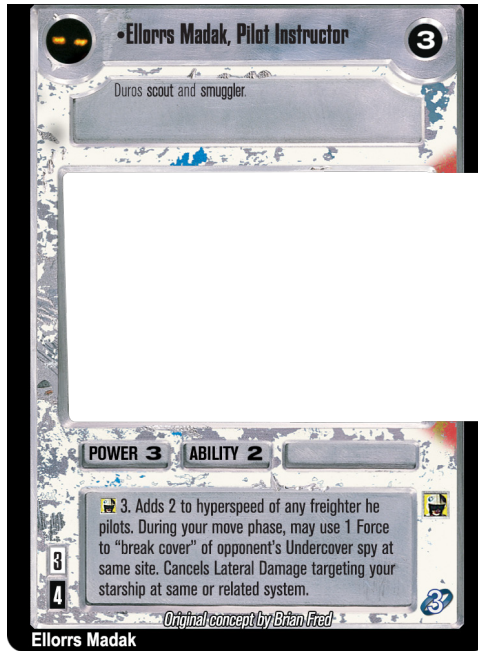 •Ellorrs Madak, Pilot Instructor
3
Duros scout and smuggler.
POWER 3 ABILITY 2
3. Adds 2 to hyperspeed of any freighter he
pilots. During your move phase, may use 1 Force
to “break cover” of opponent's Undercover spy at
same site. Cancels Lateral Damage targeting your
starship at same or related system.
3
4
3
Original concept by Brian Fred
Ellorrs Madak